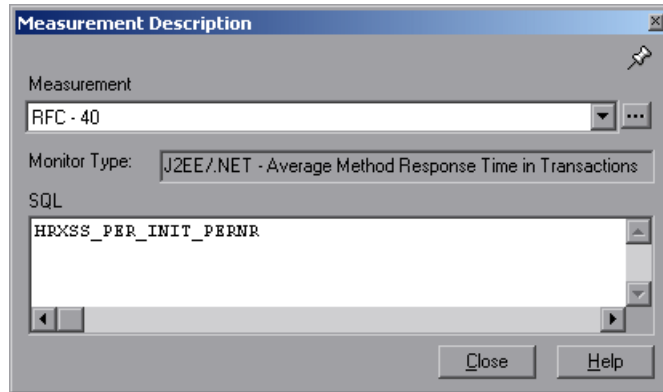 Measurement Description
Measurement
RFC - 40
...
Monitor Type: J2EE/.NET - Average Method Response Time in Transactions
SQL
HRXSS_PER_INIT_PERNR
Close Help